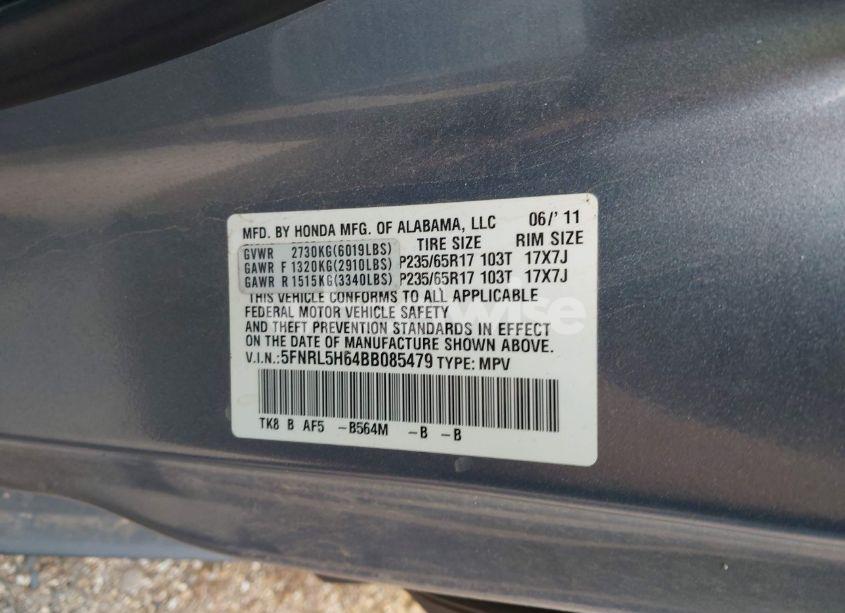 MFD. BY HONDA MFG. OF ALABAMA, LLC 06/' 11
TIRE SIZE RIM SIZE
GVWR 2730KG(6019LBS)
GAWR F 1320KG(2910LBS) P235/65R17 103T 17X7J
GAWR R 1515KG(3340LBS) P235/65R17 103T 17X7J
THIS VEHICLE CONFORMS TO ALL APPLICABLE
FEDERAL MOTOR VEHICLE SAFETY
AND THEFT PREVENTION STANDARDS IN EFFECT
ON THE DATE OF MANUFACTURE SHOWN ABOVE.
V.I.N.: 5FNRL5H64BB085479 TYPE: MPV
TK8 B AF5 -B564M -B -B